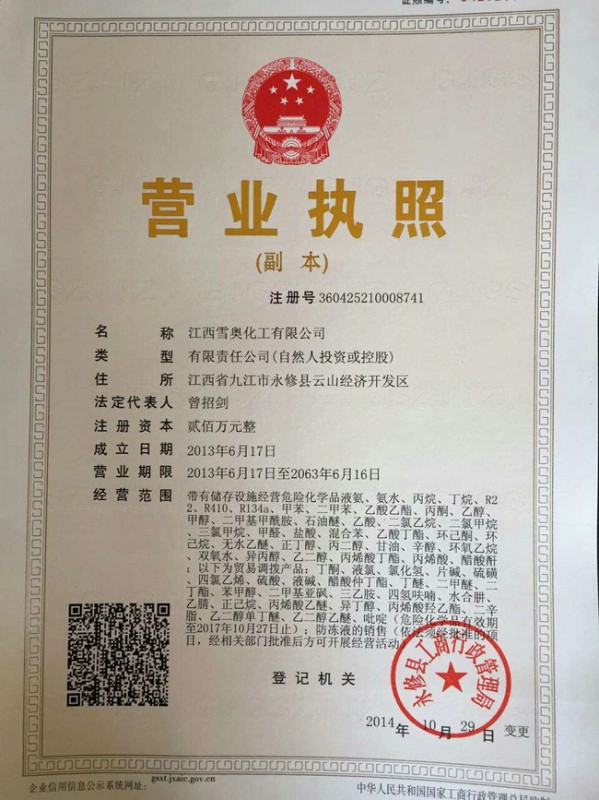 证照编号：
营业执照
(副 本)
注册号 360425210008741
名 称 江西雪奥化工有限公司
类 型 有限责任公司(自然人投资或控股)
住 所 江西省九江市永修县云山经济开发区
法定代表人 曾招剑
注册资本 贰佰万元整
成立日期 2013年6月17日
营业期限 2013年6月17日至2063年6月16日
经营范围 带有储存设施经营危险化学品液氨、氨水、丙烷、丁烷、R2
2、R410、R134a、甲苯、二甲苯、乙酸乙酯、丙酮、乙醇、
甲醇、二甲基甲酰胺、石油醚、乙酸、二氯乙烷、二氯甲烷
、三氯甲烷、甲醛、盐酸、混合苯、乙酸丁酯、环己酮、环
己烷、无水乙醚、正丁醇、丙二醇、甘油、辛醇、环氧乙烷
、双氧水、异丙醇、乙二醇、丙烯酸丁酯、丙烯酸、醋酸酐
；以下为贸易调拨产品：丁酮、液氯、氯化氢、片碱、硫磺
、四氯乙烯、硫酸、液碱、醋酸仲丁酯、丁醚、二甲醚、二
丁酯、苯甲醇、二甲基亚砜、三乙胺、四氢呋喃、水合肼、
乙腈、正己烷、丙烯酸乙酯、异丁醇、丙烯酸羟乙酯、二辛
脂、乙二醇单丁醚、乙二醇乙醚、吡啶（危险化学品有效期
至2017年10月27日止）；防冻液的销售（依法须经批准的项
目，经相关部门批准后方可开展经营活动
登记机关
永修县工商行政管理局
2014年 10月 29日 变更
企业信用信息公示系统网址： gsxt.jxaic.gov.cn
中华人民共和国国家工商行政管理总局监制